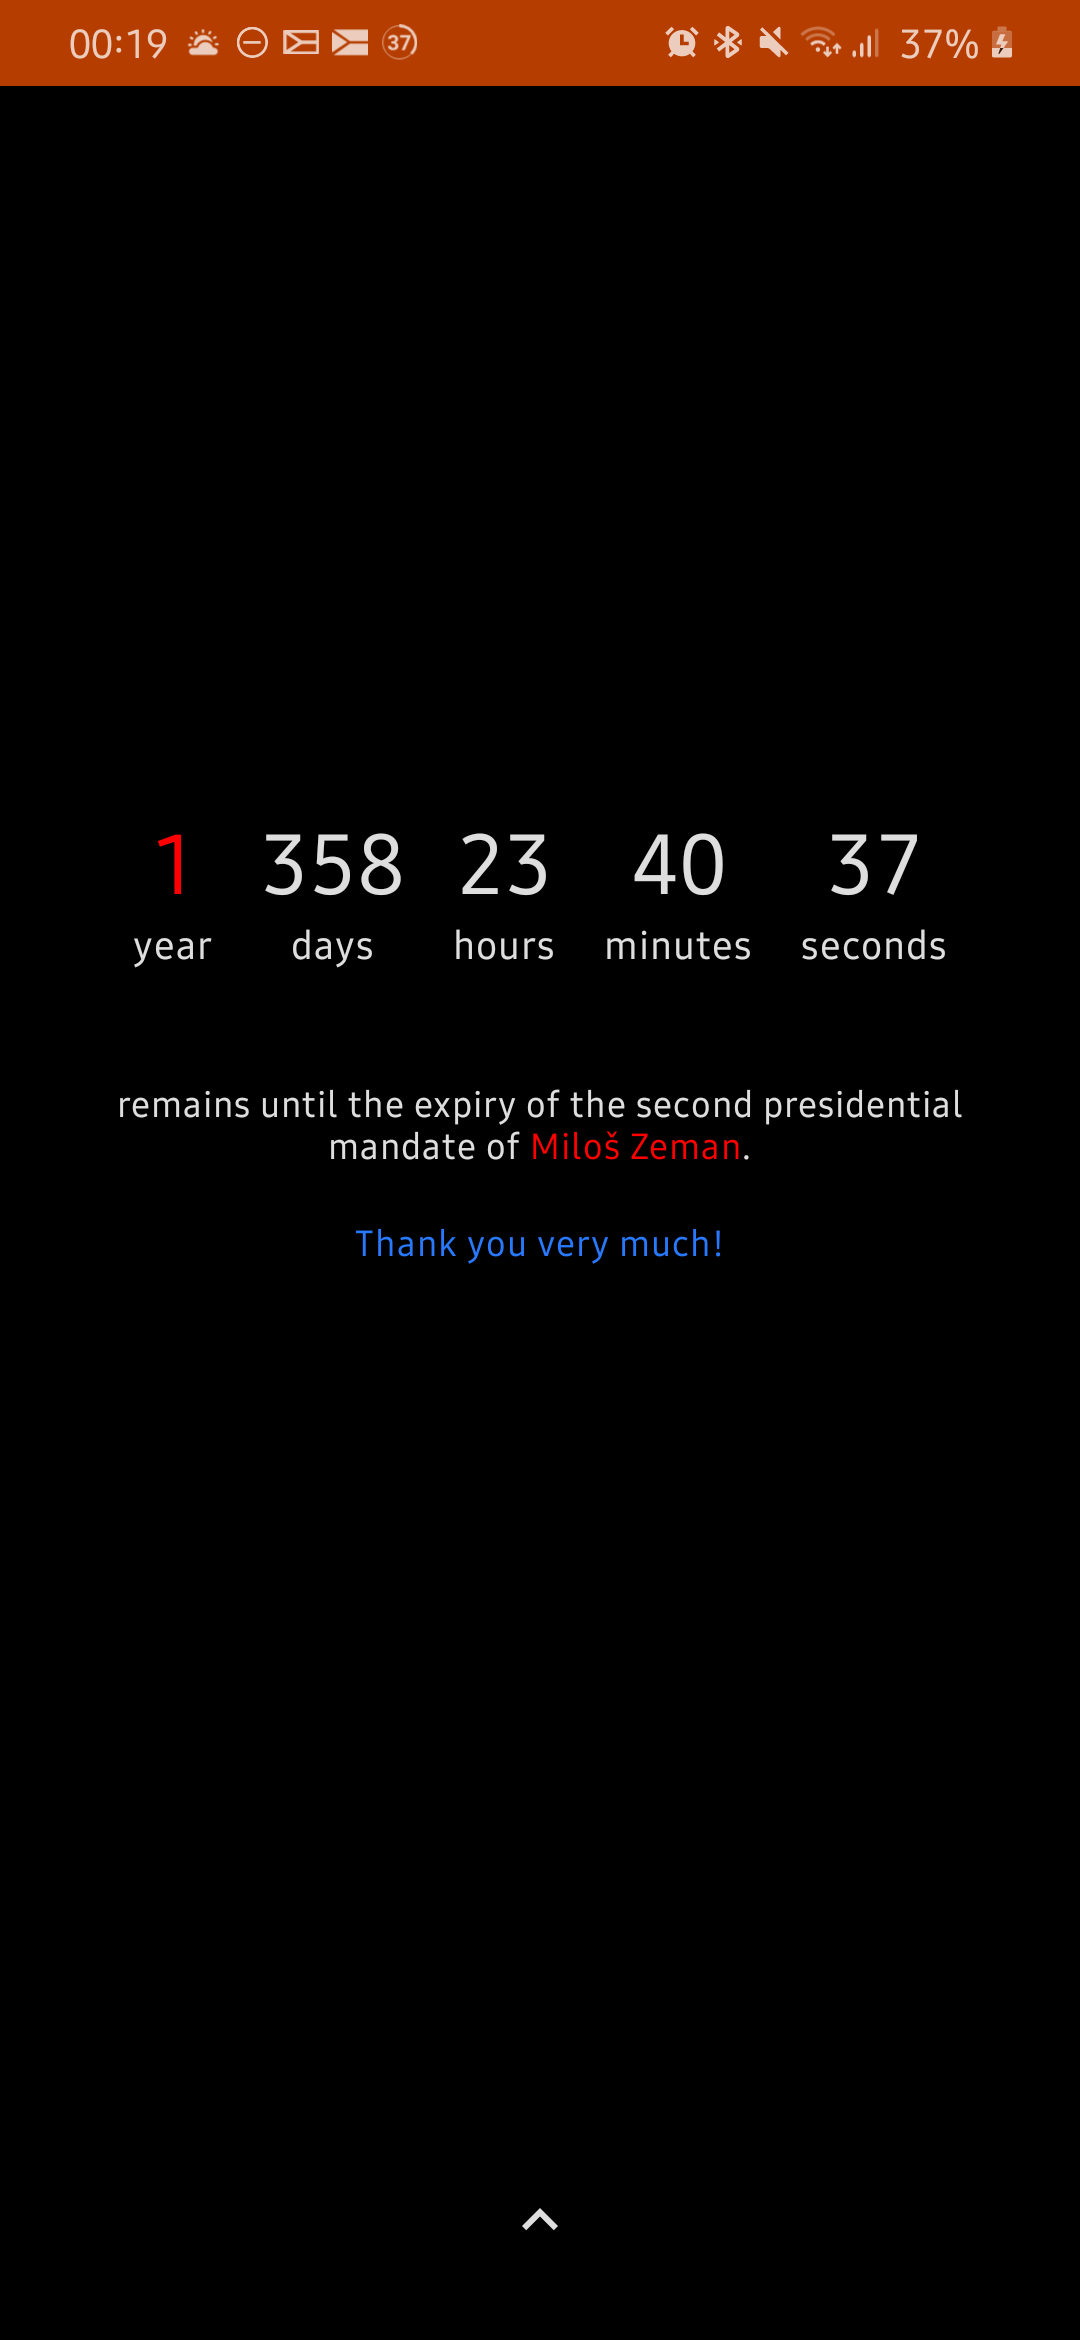 00:19 37 37%
1 358 23 40 37
year days hours minutes seconds
remains until the expiry of the second presidential
mandate of Miloš Zeman.
Thank you very much!